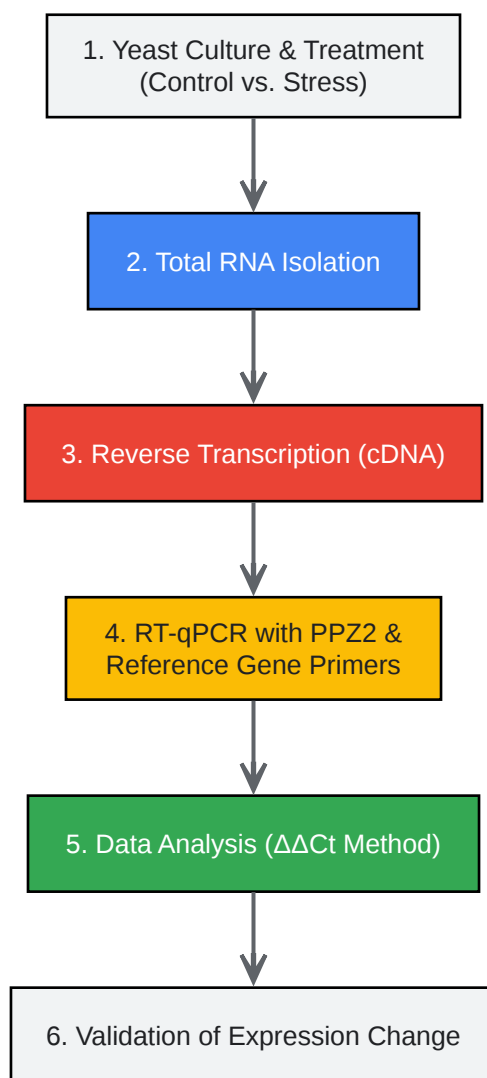 1. Yeast Culture & Treatment
(Control vs. Stress)
2. Total RNA Isolation
3. Reverse Transcription (cDNA)
4. RT-qPCR with PPZ2 &
Reference Gene Primers
5. Data Analysis (ΔΔCt Method)
6. Validation of Expression Change